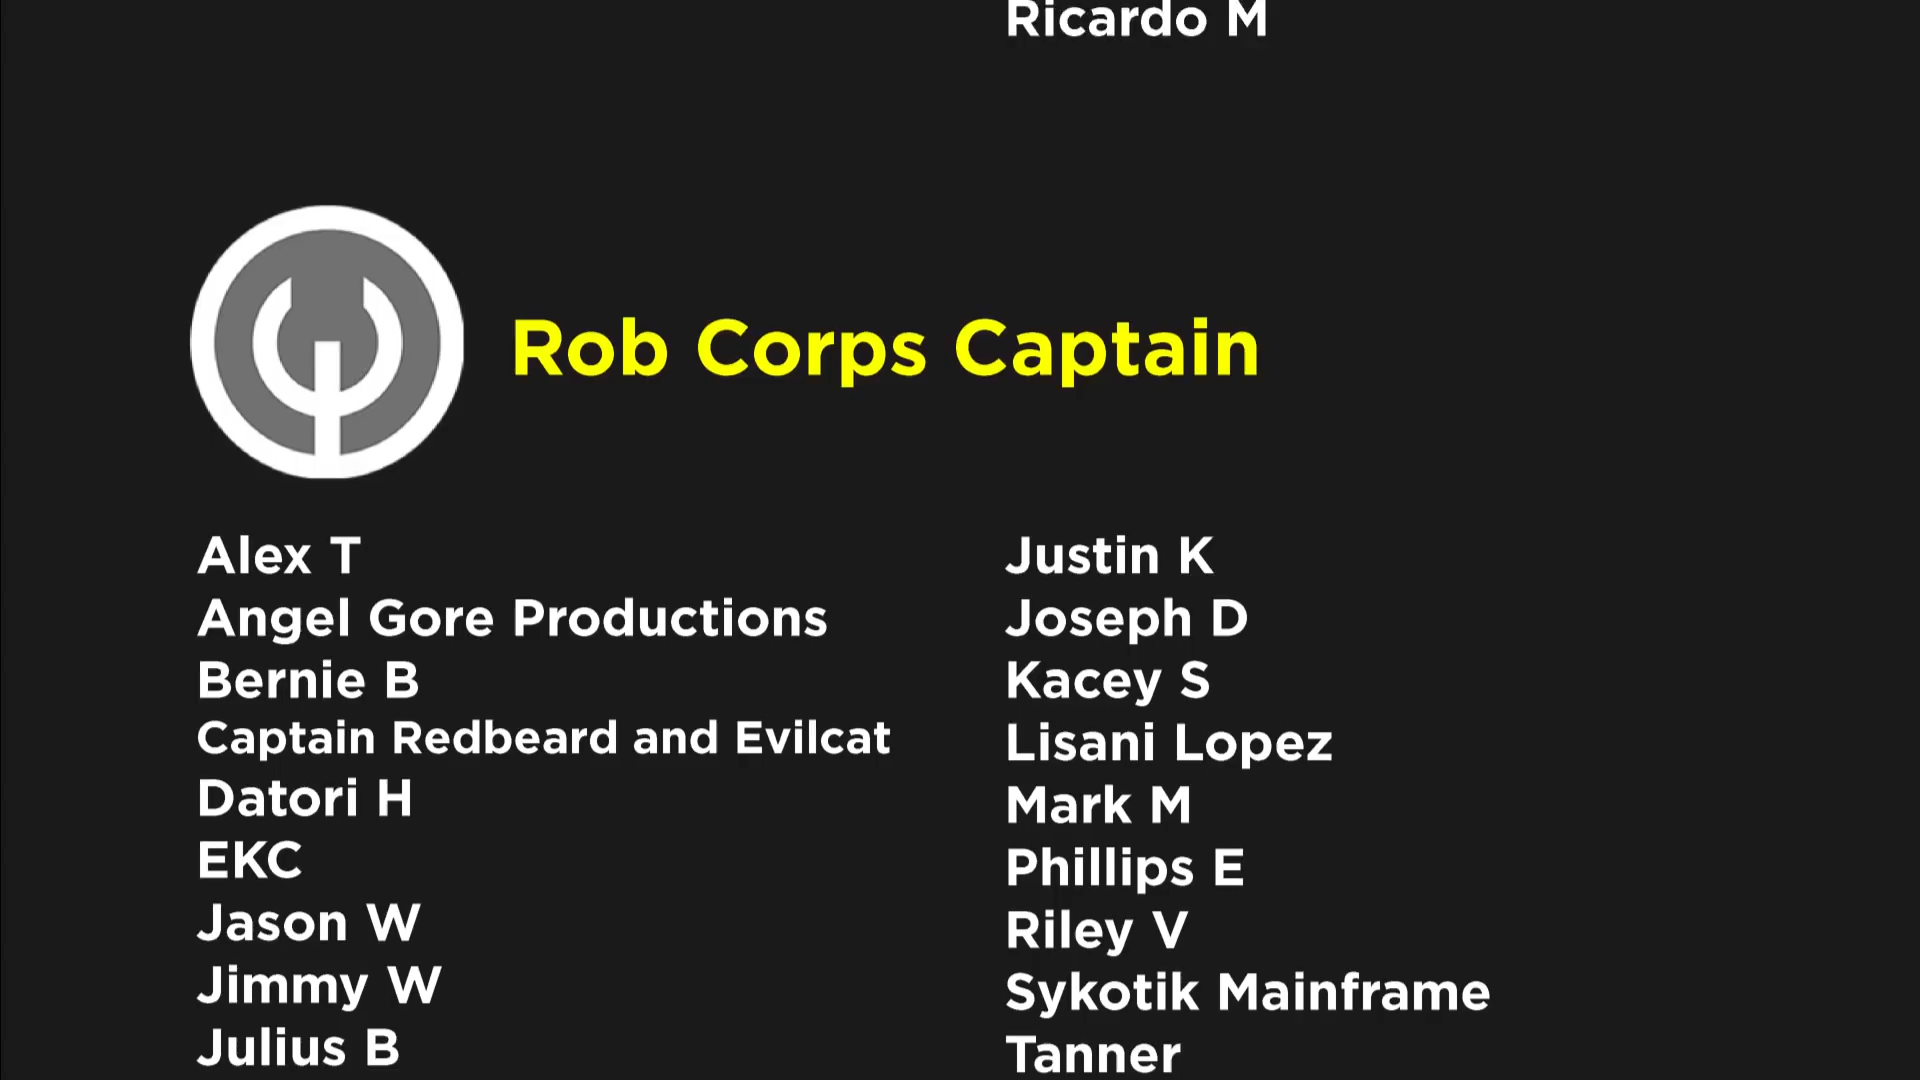 Ricardo M
Rob Corps Captain
Alex T
Angel Gore Productions
Bernie B
Captain Redbeard and Evilcat
Datori H
EKC
Jason W
Jimmy W
Julius B
Justin K
Joseph D
Kacey S
Lisani Lopez
Mark M
Phillips E
Riley V
Sykotik Mainframe
Tanner